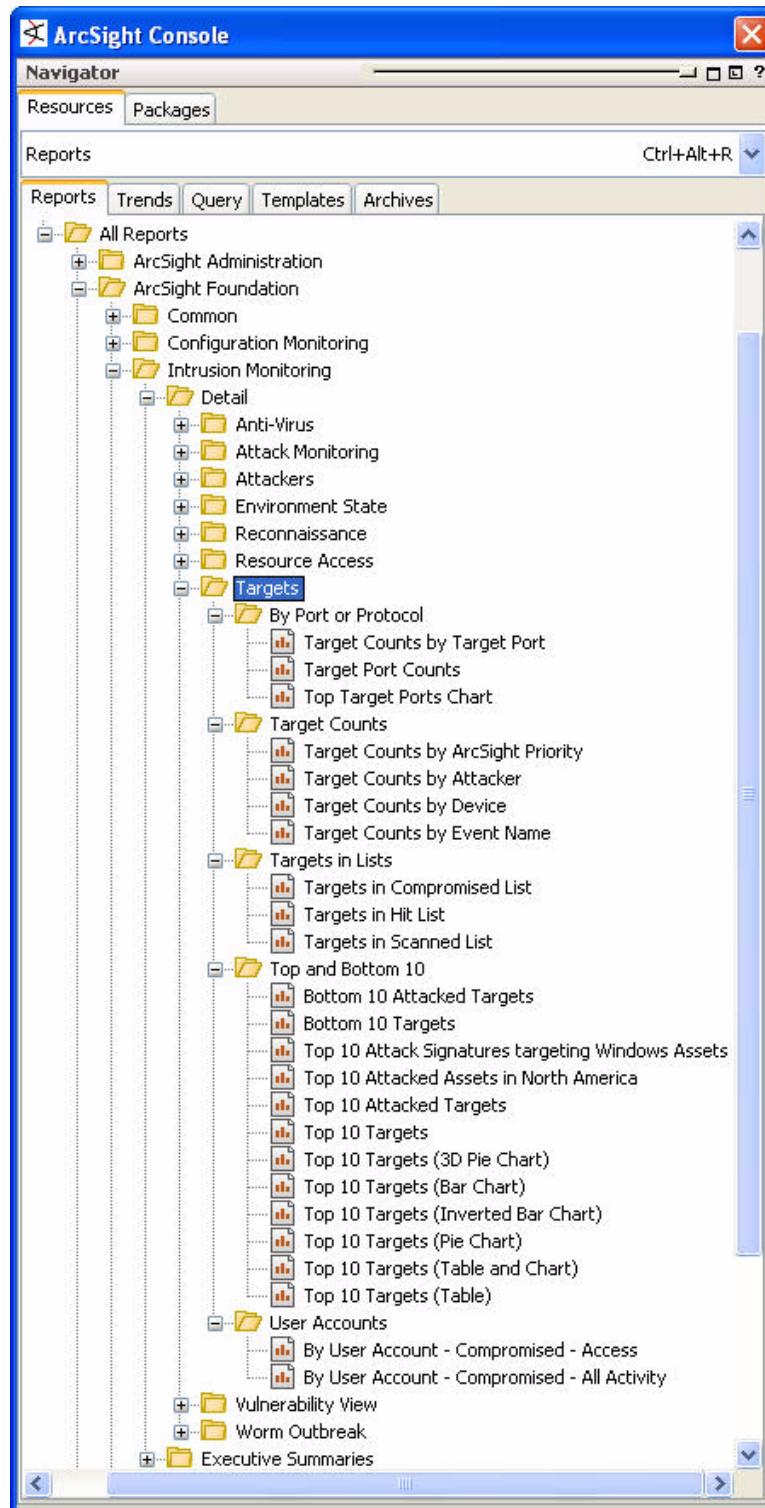 ArcSight Console
Navigator ?
Resources Packages
Reports Ctrl+Alt+R
Reports Trends Query Templates Archives
All Reports
ArcSight Administration
ArcSight Foundation
Common
Configuration Monitoring
Intrusion Monitoring
Detail
Anti-Virus
Attack Monitoring
Attackers
Environment State
Reconnaissance
Resource Access
Targets
By Port or Protocol
Target Counts by Target Port
Target Port Counts
Top Target Ports Chart
Target Counts
Target Counts by ArcSight Priority
Target Counts by Attacker
Target Counts by Device
Target Counts by Event Name
Targets in Lists
Targets in Compromised List
Targets in Hit List
Targets in Scanned List
Top and Bottom 10
Bottom 10 Attacked Targets
Bottom 10 Targets
Top 10 Attack Signatures targeting Windows Assets
Top 10 Attacked Assets in North America
Top 10 Attacked Targets
Top 10 Targets
Top 10 Targets (3D Pie Chart)
Top 10 Targets (Bar Chart)
Top 10 Targets (Inverted Bar Chart)
Top 10 Targets (Pie Chart)
Top 10 Targets (Table and Chart)
Top 10 Targets (Table)
User Accounts
By User Account - Compromised - Access
By User Account - Compromised - All Activity
Vulnerability View
Worm Outbreak
Executive Summaries